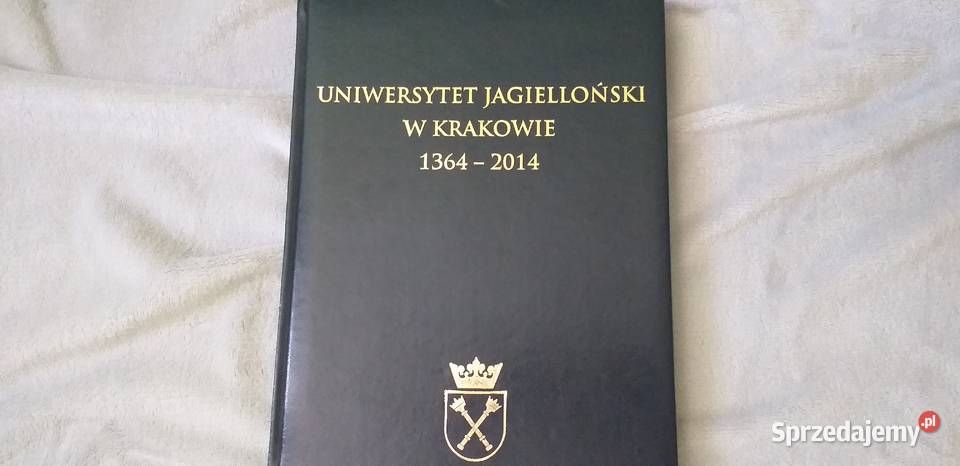 UNIWERSYTET JAGIELLOŃSKI
W KRAKOWIE
1364 – 2014
Sprzedajemy.pl